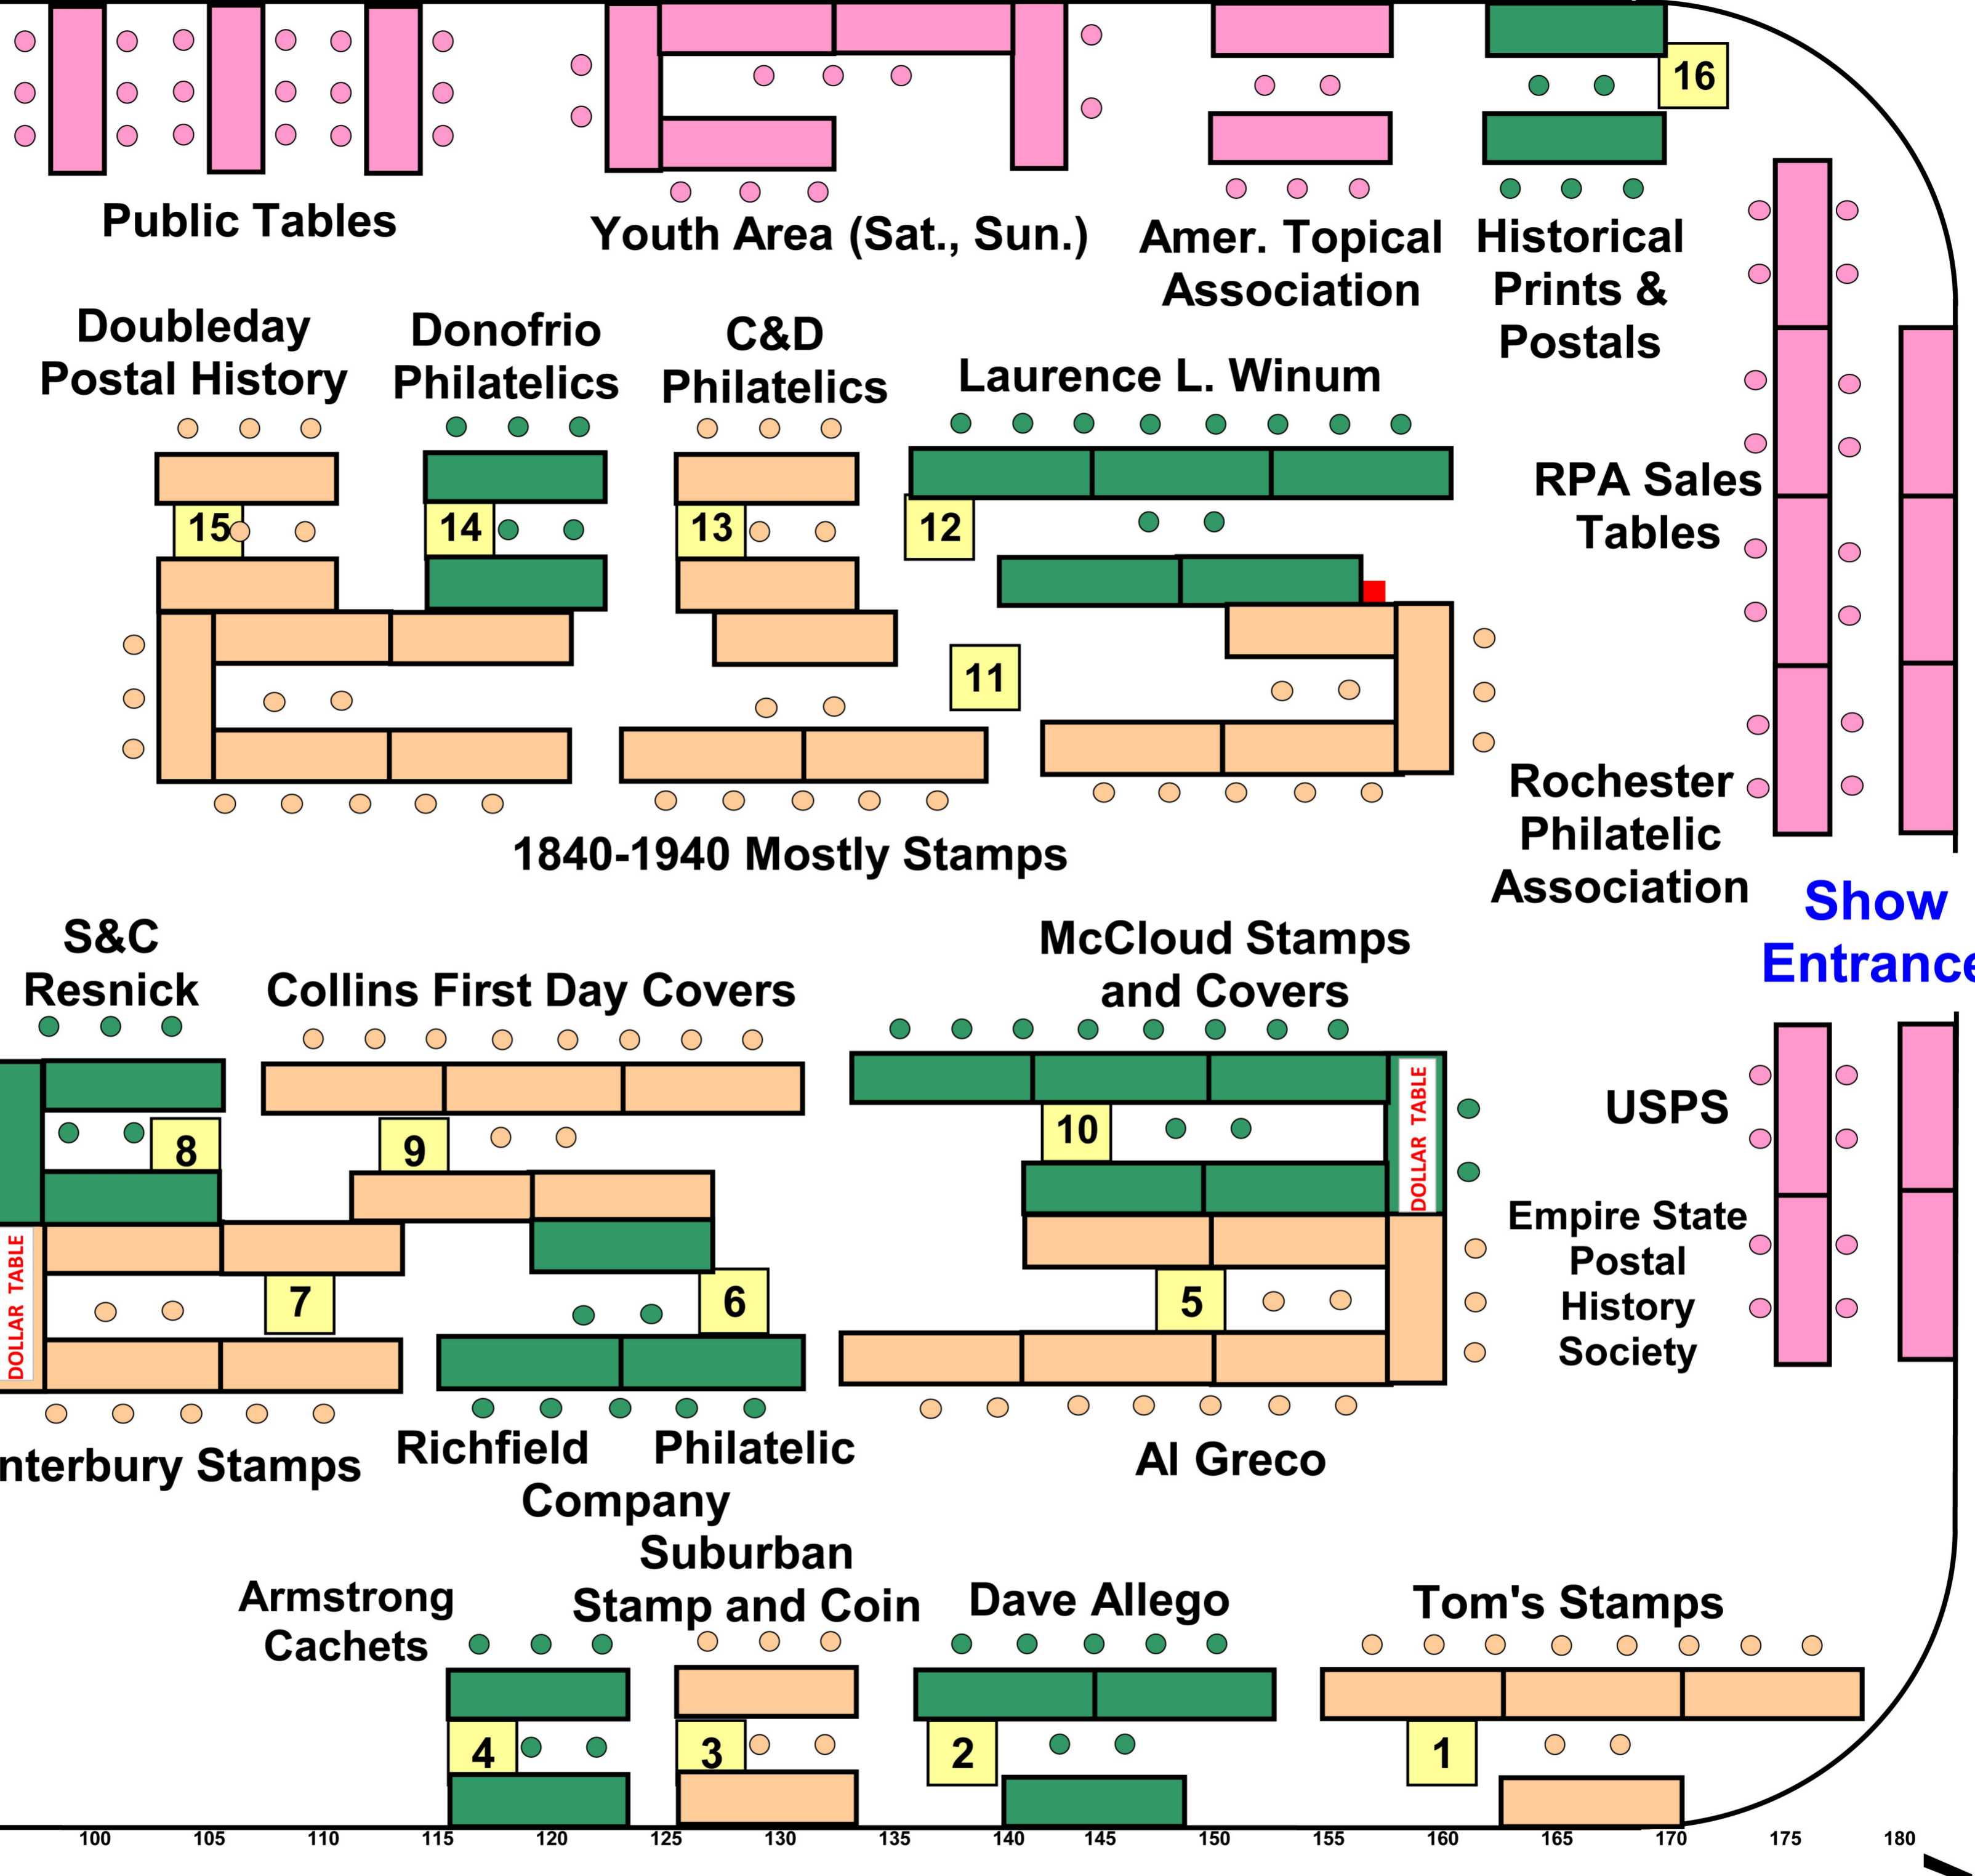 16
Public Tables
Youth Area (Sat., Sun.)
Amer. Topical
Association
Historical
Prints &
Postals
Doubleday
Postal History
Donofrio
Philatelics
C&D
Philatelics
Laurence L. Winum
RPA Sales
Tables
15
14
13
12
11
Rochester
Philatelic
Association
1840-1940 Mostly Stamps
Show
Entrance
S&C
Resnick
Collins First Day Covers
McCloud Stamps
and Covers
8
9
10
DOLLAR TABLE
USPS
Empire State
Postal
History
Society
DOLLAR TABLE
7
6
5
nterbury Stamps
Richfield Philatelic
Company
Al Greco
Armstrong
Cachets
Suburban
Stamp and Coin
Dave Allego
Tom's Stamps
4
3
2
1
100 105 110 115 120 125 130 135 140 145 150 155 160 165 170 175 180